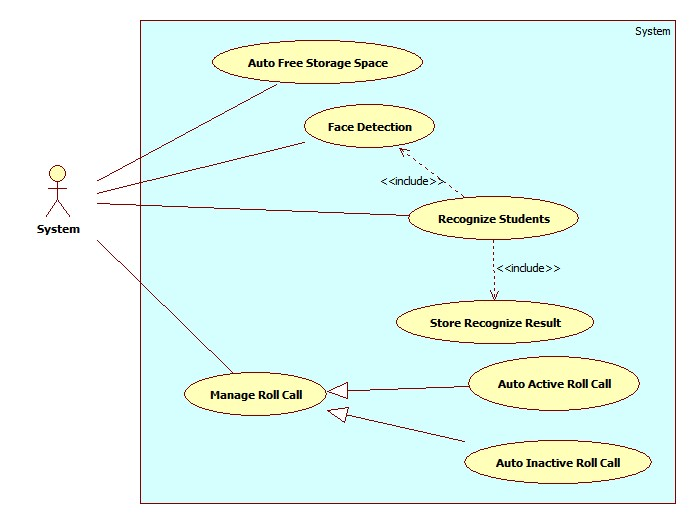 System
Auto Free Storage Space
Face Detection
<<include>>
System
Recognize Students
<<include>>
Store Recognize Result
Manage Roll Call
Auto Active Roll Call
Auto Inactive Roll Call